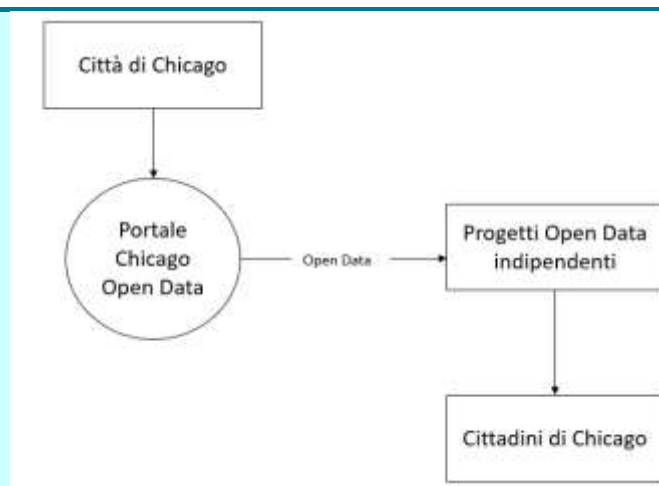 Città di Chicago
Portale
Chicago
Open Data
Open Data
Progetti Open Data
indipendenti
Cittadini di Chicago